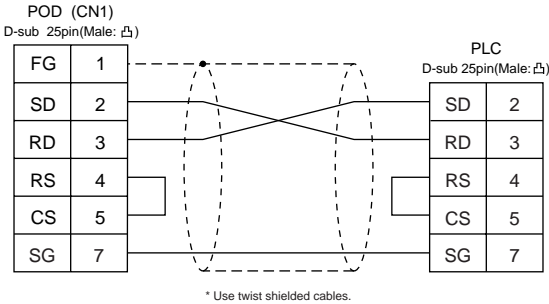 POD (CN1)
D-sub 25pin(Male: 凸)
FG 1
SD 2
RD 3
RS 4
CS 5
SG 7
PLC
D-sub 25pin(Male: 凸)
SD 2
RD 3
RS 4
CS 5
SG 7
* Use twist shielded cables.